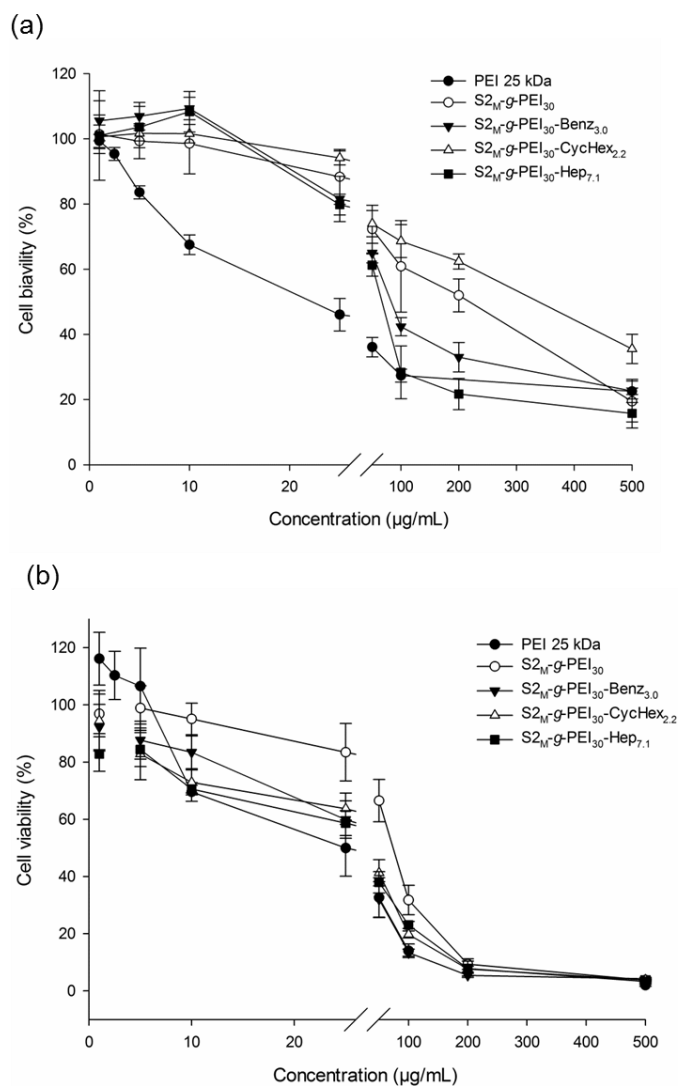 (a)
120
100
80
60
40
20
0
Cell biavility (%)
PEI 25 kDa
S2M-g-PEI30
S2M-g-PEI30-Benz3.0
S2M-g-PEI30-CycHex2.2
S2M-g-PEI30-Hep7.1
0 10 20 100 200 300 400 500
Concentration (µg/mL)
(b)
120
100
80
60
40
20
0
Cell viability (%)
PEI 25 kDa
S2M-g-PEI30
S2M-g-PEI30-Benz3.0
S2M-g-PEI30-CycHex2.2
S2M-g-PEI30-Hep7.1
0 10 20 100 200 300 400 500
Concentration (µg/mL)